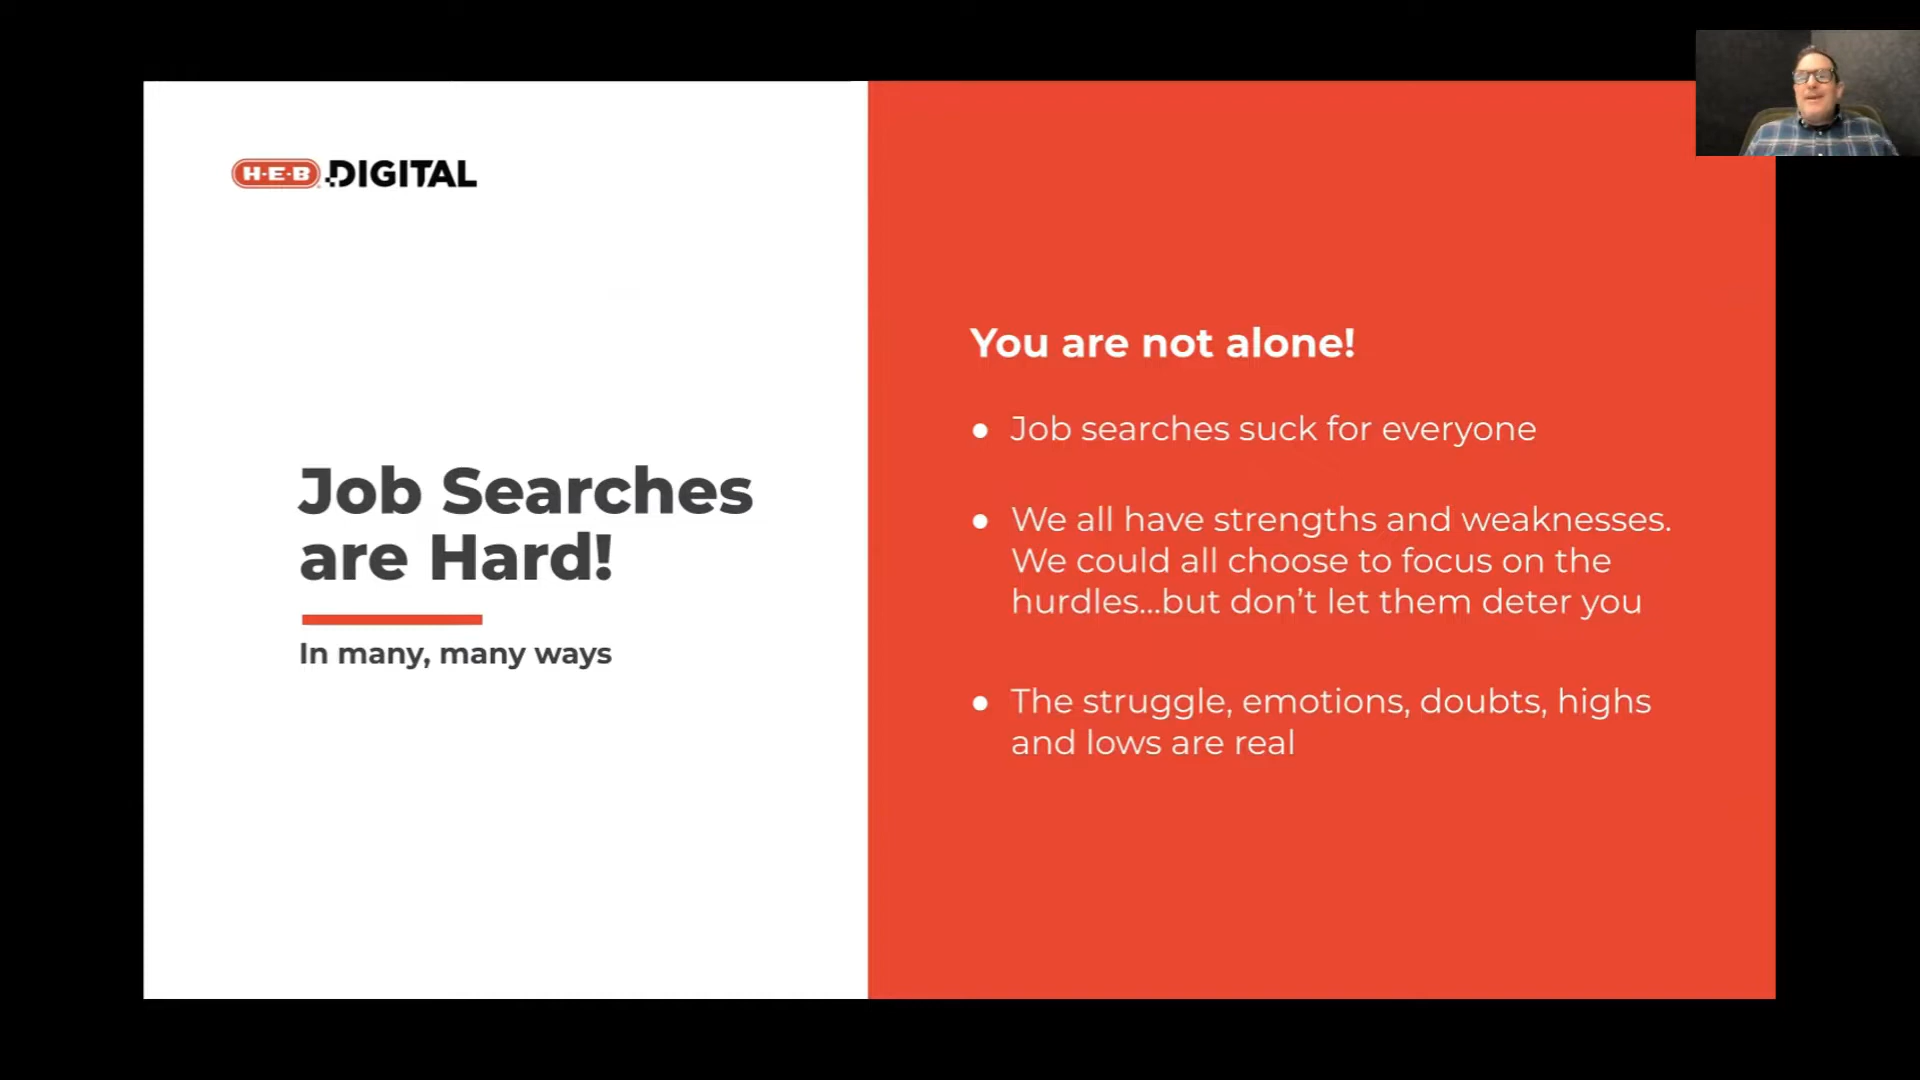 H-E-B DIGITAL
Job Searches
are Hard!
In many, many ways
You are not alone!
● Job searches suck for everyone
● We all have strengths and weaknesses.
We could all choose to focus on the
hurdles...but don’t let them deter you
● The struggle, emotions, doubts, highs
and lows are real